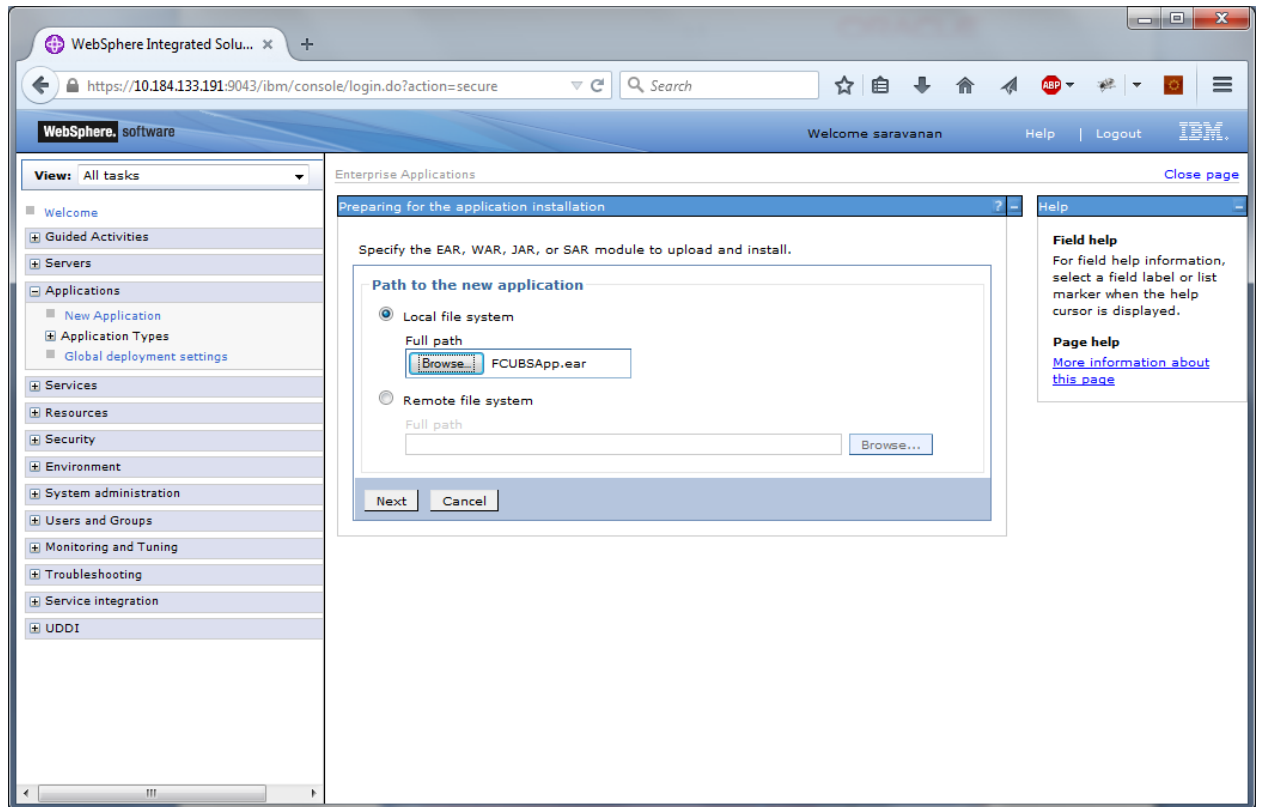 WebSphere Integrated Solu... × +
https://10.184.133.191:9043/ibm/console/login.do?action=secure
Search
ABP
WebSphere. software
Welcome saravanan
Help | Logout
IBM.
View: All tasks
Welcome
Guided Activities
Servers
Applications
New Application
Application Types
Global deployment settings
Services
Resources
Security
Environment
System administration
Users and Groups
Monitoring and Tuning
Troubleshooting
Service integration
UDDI
Enterprise Applications
Close page
Preparing for the application installation
? -
Specify the EAR, WAR, JAR, or SAR module to upload and install.
Path to the new application
Local file system
Full path
Browse... FCUBSApp.ear
Remote file system
Full path
Browse...
Next Cancel
Help
Field help
For field help information,
select a field label or list
marker when the help
cursor is displayed.
Page help
More information about
this page